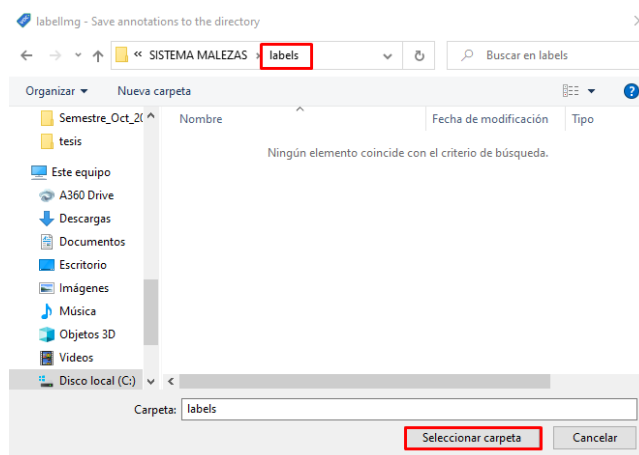 labelImg - Save annotations to the directory
« SISTEMA MALEZAS › labels
Buscar en labels
Organizar
Nueva carpeta
Nombre
Fecha de modificación
Tipo
Ningún elemento coincide con el criterio de búsqueda.
Semestre_Oct_20
tesis
Este equipo
A360 Drive
Descargas
Documentos
Escritorio
Imágenes
Música
Objetos 3D
Videos
Disco local (C:)
Carpeta: labels
Seleccionar carpeta
Cancelar